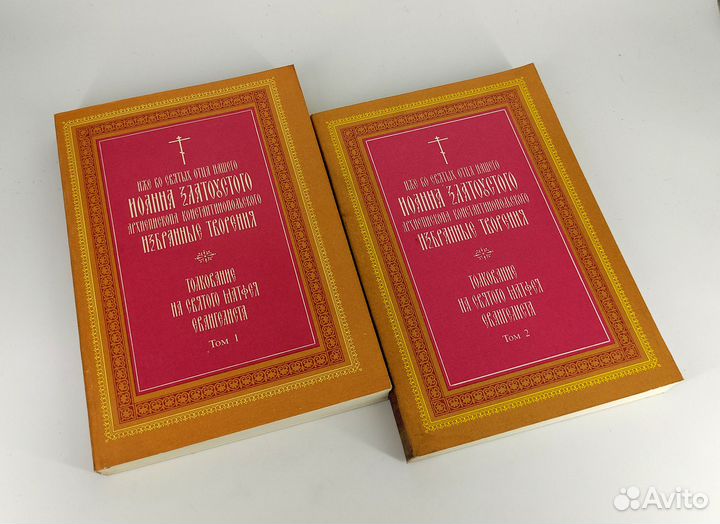 Иже во святых отца нашего
Иоанна Златоустого
архиепископа Константинопольского
Избранные творения
Толкование
на святого Матфея
евангелиста
Том 1
Иже во святых отца нашего
Иоанна Златоустого
архиепископа Константинопольского
Избранные творения
Толкование
на святого Матфея
евангелиста
Том 2
Avito